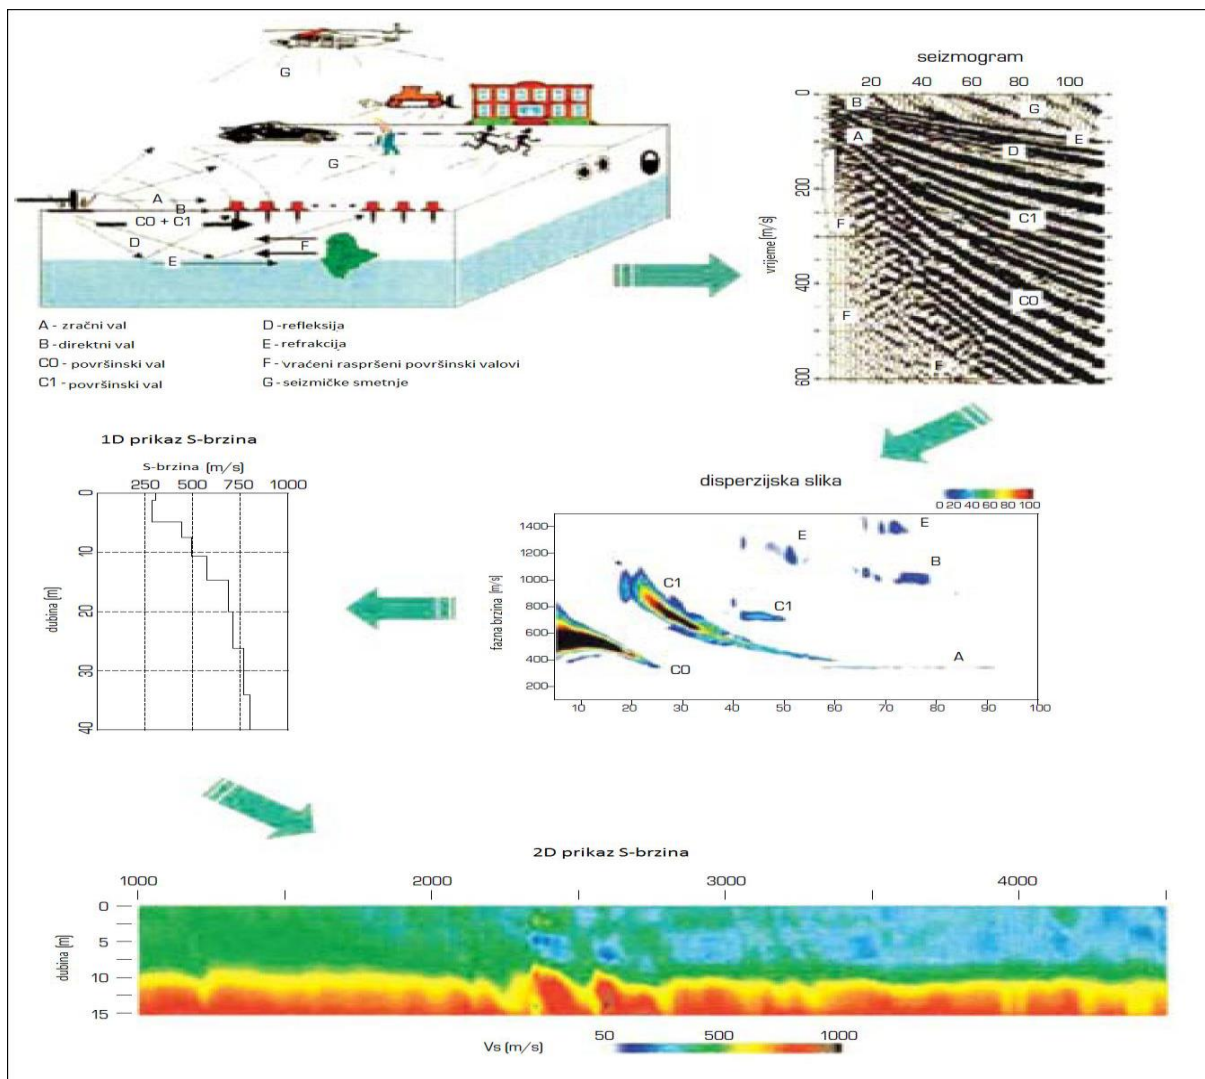 G
G
A
B
C0 + C1
D
E
F
A - zračni val
B - direktni val
C0 - površinski val
C1 - površinski val
D - refleksija
E - refrakcija
F - vraćeni raspršeni površinski valovi
G - seizmičke smetnje
seizmogram
20 40 60 80 100
vrijeme [m/s]
0
200
400
600
B
G
A
E
D
F
C1
C0
F
F
1D prikaz S-brzina
S-brzina [m/s]
250 500 750 1000
dubina [m]
0
10
20
30
40
disperzijska slika
0 20 40 60 80 100
fazna brzina [m/s]
1400
1200
1000
800
600
400
200
E
E
B
C1
C1
A
C0
10 20 30 40 50 60 70 80 90 100
2D prikaz S-brzina
1000 2000 3000 4000
dubina [m]
0
5
10
15
Vs [m/s]
50 500 1000